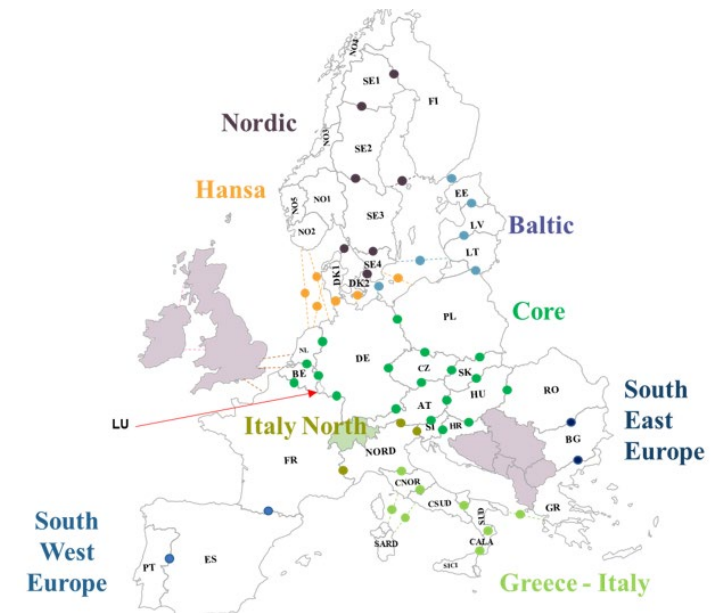 NO4
SE1
FI
Nordic
NO3
SE2
Hansa
EE
NO5
NO1
SE3
LV
Baltic
NO2
LT
DK1
SE4
DK2
PL
Core
NL
DE
BE
CZ
SK
LU
AT
HU
RO
South
East
Europe
Italy North
SI
HR
BG
NORD
FR
CNOR
CSUD
SUD
GR
South
West
Europe
SARD
CALA
PT
ES
SICI
Greece - Italy